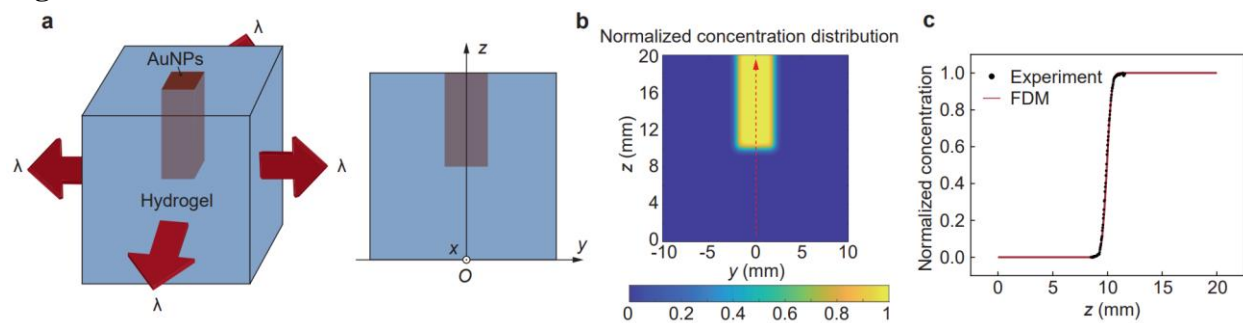 a
λ
AuNPs
λ
λ
Hydrogel
λ
z
x
y
O
b
Normalized concentration distribution
20
16
12
8
4
0
z (mm)
-10 -5 0 5 10
y (mm)
0 0.2 0.4 0.6 0.8 1
c
Normalized concentration
1.0
0.8
0.6
0.4
0.2
0.0
Experiment
FDM
0 5 10 15 20
z (mm)